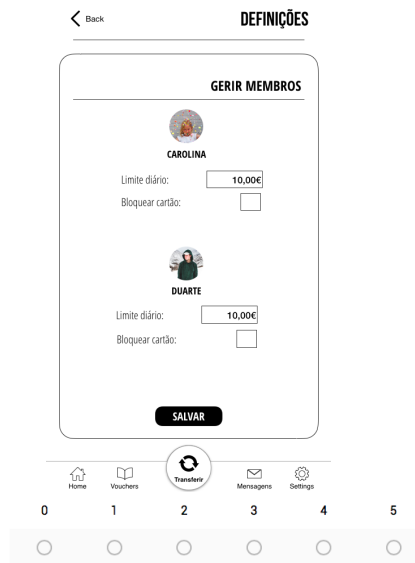 Back
DEFINIÇÕES
GERIR MEMBROS
CAROLINA
Limite diário: 10,00€
Bloquear cartão:
DUARTE
Limite diário: 10,00€
Bloquear cartão:
SALVAR
Home Vouchers Transferir Mensagens Settings
0 1 2 3 4 5